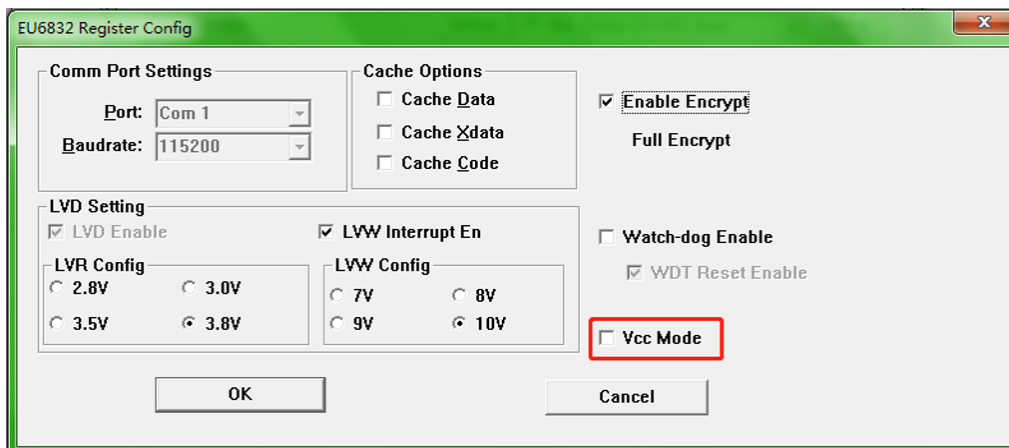 EU6832 Register Config
Comm Port Settings
Port: Com 1
Baudrate: 115200
Cache Options
Cache Data
Cache Xdata
Cache Code
Enable Encrypt
Full Encrypt
LVD Setting
LVD Enable
LVW Interrupt En
LVR Config
2.8V 3.0V
3.5V 3.8V
LVW Config
7V 8V
9V 10V
Watch-dog Enable
WDT Reset Enable
Vcc Mode
OK
Cancel